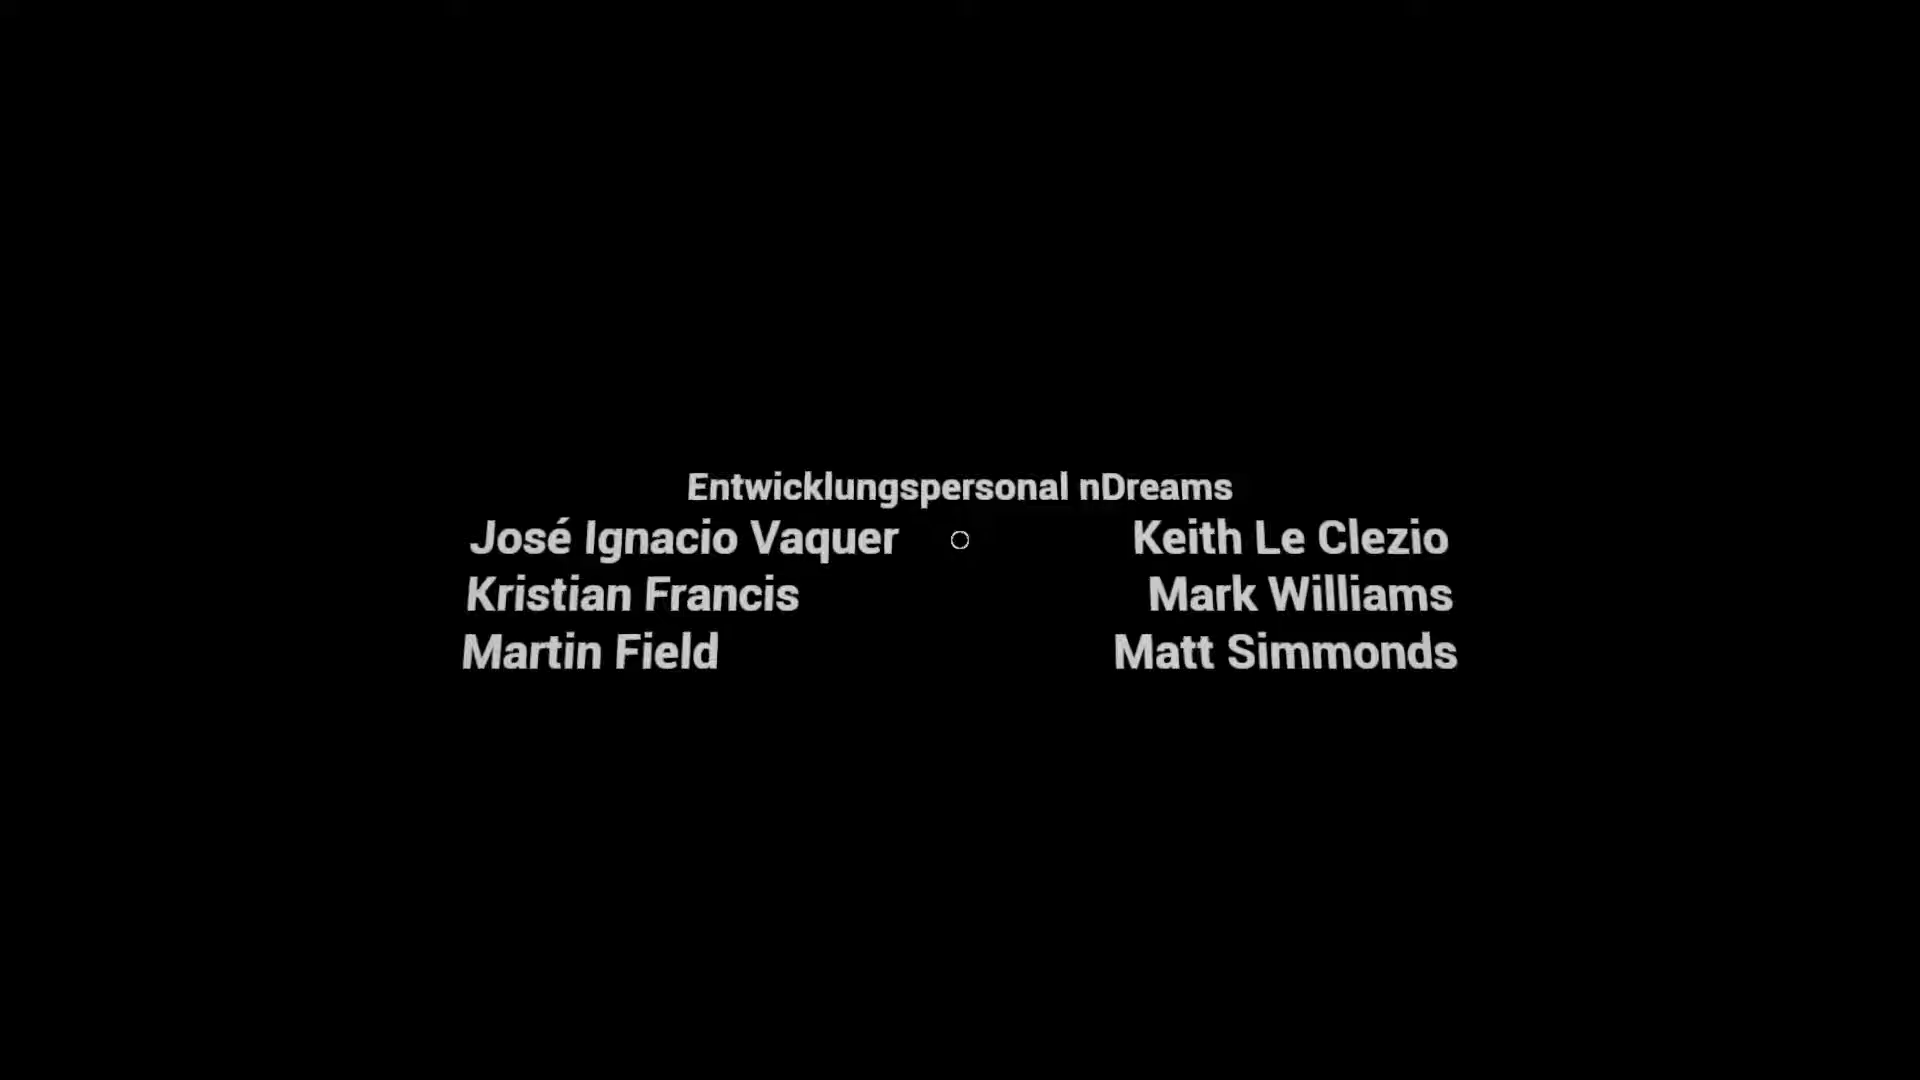 Entwicklungspersonal nDreams
José Ignacio Vaquer Keith Le Clezio
Kristian Francis Mark Williams
Martin Field Matt Simmonds